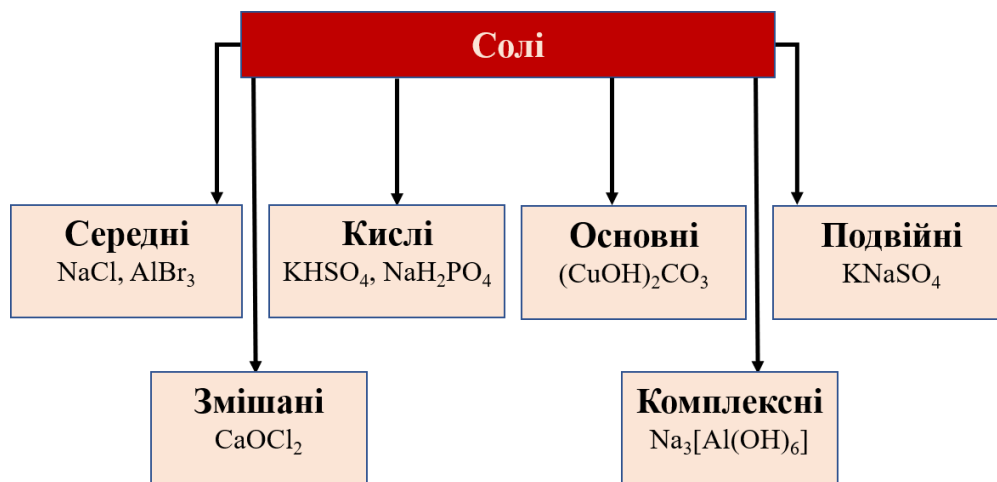 Солі
Середні
NaCl, AlBr₃
Кислі
KHSO₄, NaH₂PO₄
Основні
(CuOH)₂CO₃
Подвійні
KNaSO₄
Змішані
CaOCl₂
Комплексні
Na₃[Al(OH)₆]